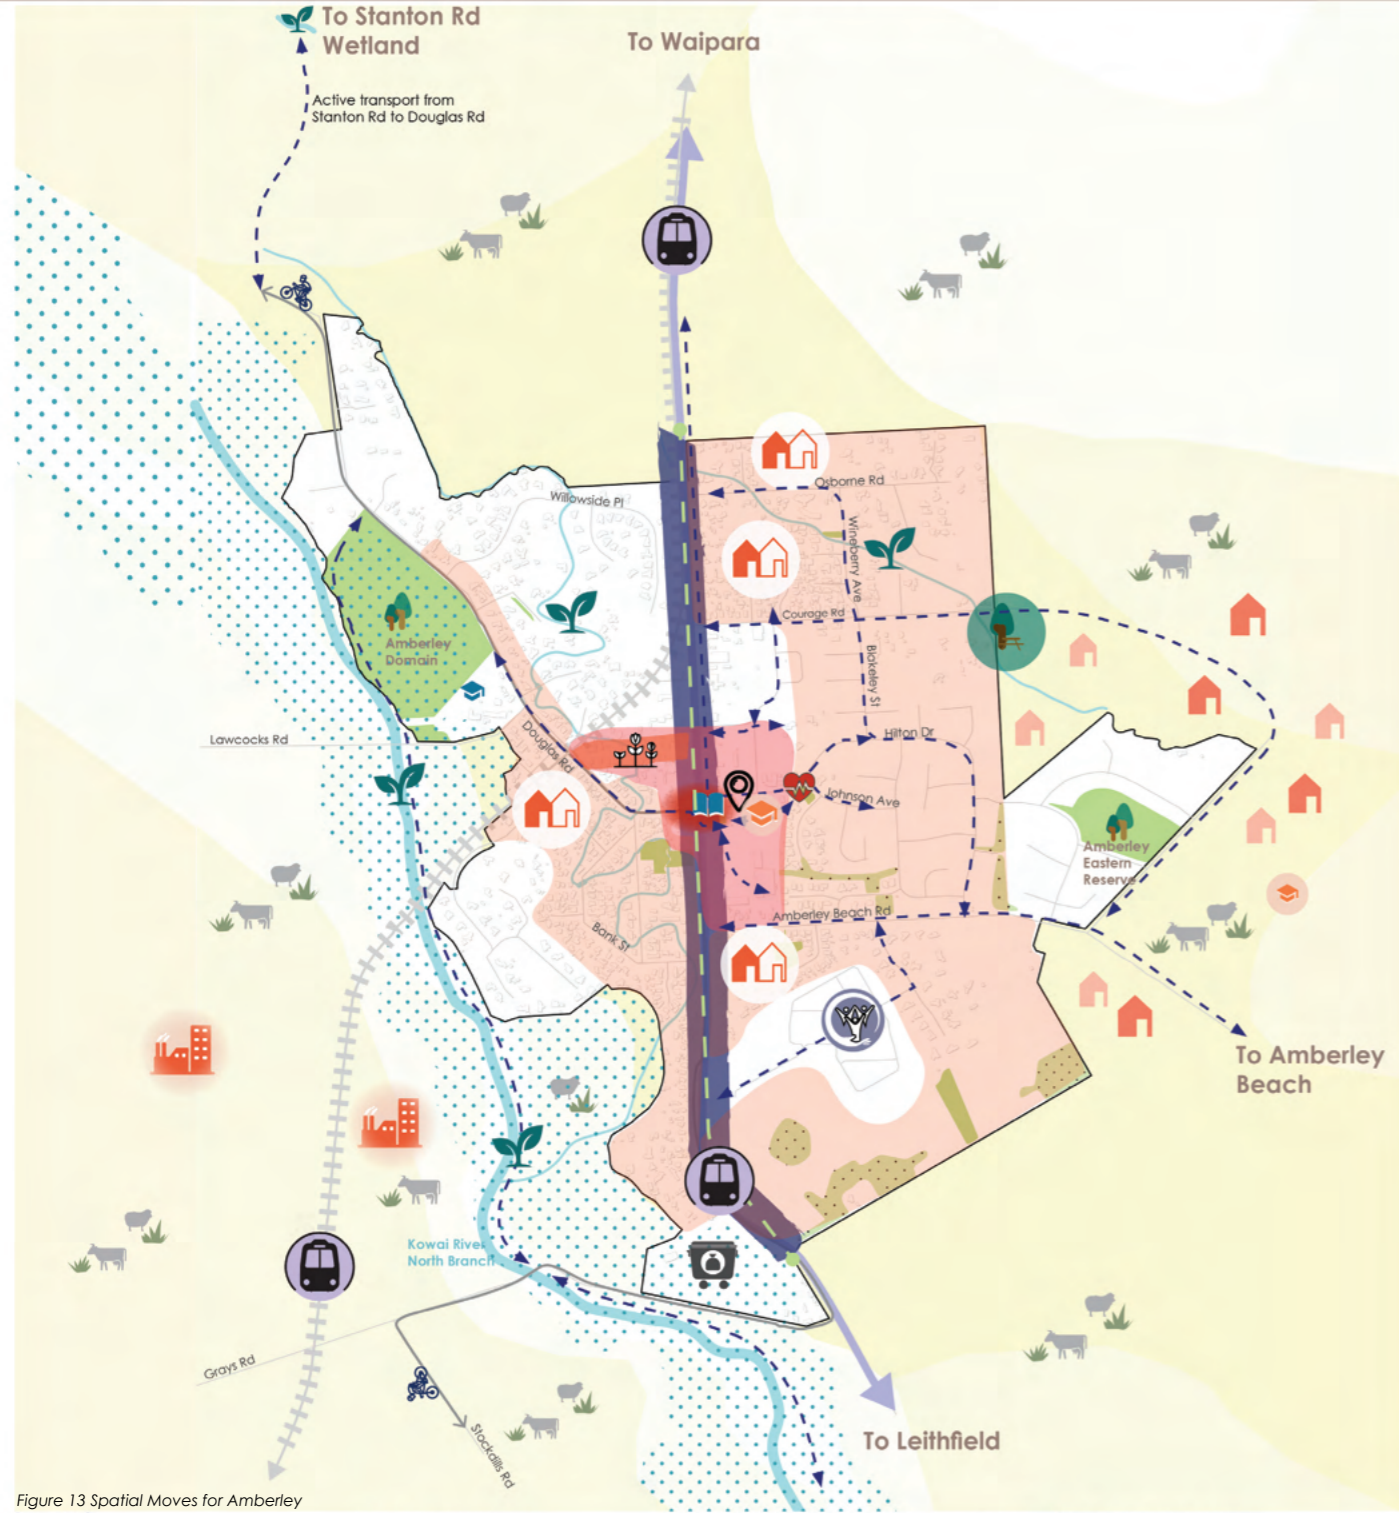 To Stanton Rd
Wetland
To Waipara
Active transport from
Stanton Rd to Douglas Rd
Osborne Rd
Willowside Pl
Wineberry Ave
Courage Rd
Amberley
Domain
Blakeley St
Douglas Rd
Lawcocks Rd
Hilton Dr
Johnson Ave
Amberley
Eastern
Reserve
Amberley Beach Rd
Bank St
To Amberley
Beach
Kowai River
North Branch
Grays Rd
Stockdills Rd
To Leithfield
Figure 13 Spatial Moves for Amberley